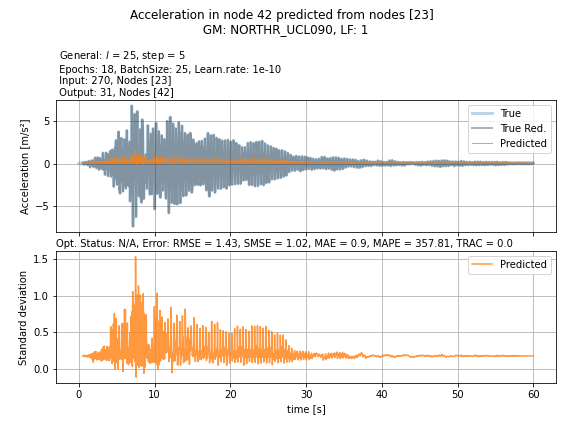 Acceleration in node 42 predicted from nodes [23]
GM: NORTHR_UCL090, LF: 1
General: l = 25, step = 5
Epochs: 18, BatchSize: 25, Learn.rate: 1e-10
Input: 270, Nodes [23]
Output: 31, Nodes [42]
Acceleration [m/s²]
5
0
−5
True
True Red.
Predicted
Opt. Status: N/A, Error: RMSE = 1.43, SMSE = 1.02, MAE = 0.9, MAPE = 357.81, TRAC = 0.0
Standard deviation
1.5
1.0
0.5
0.0
Predicted
0 10 20 30 40 50 60
time [s]